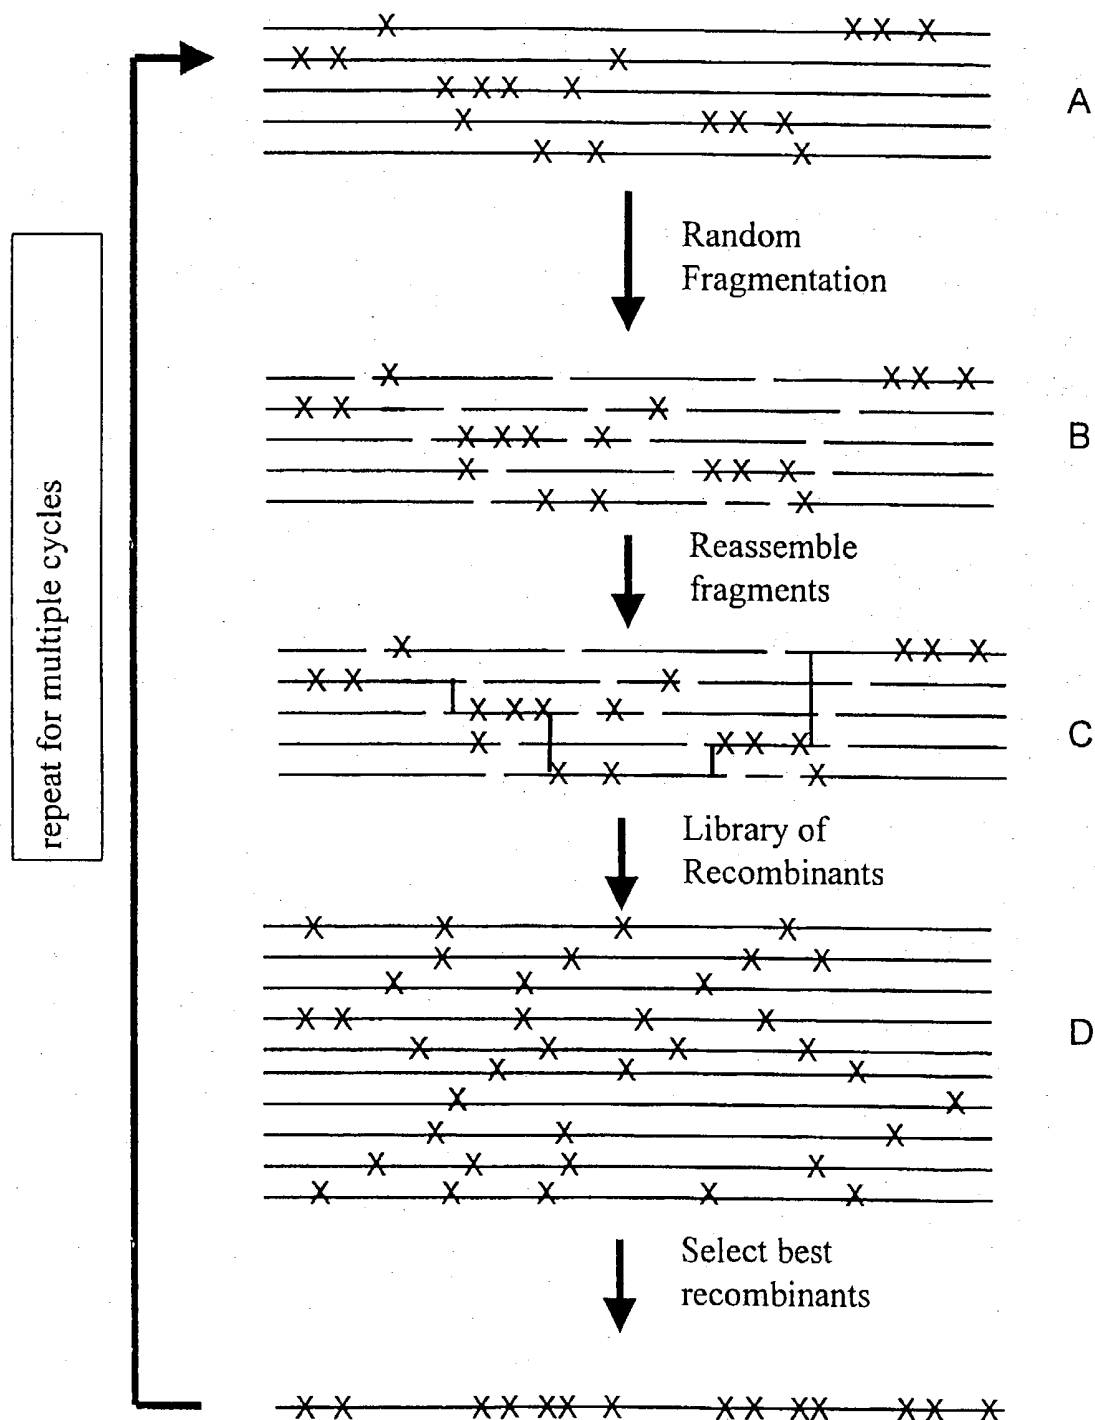 A
Random
Fragmentation
B
Reassemble
fragments
repeat for multiple cycles
C
Library of
Recombinants
D
Select best
recombinants